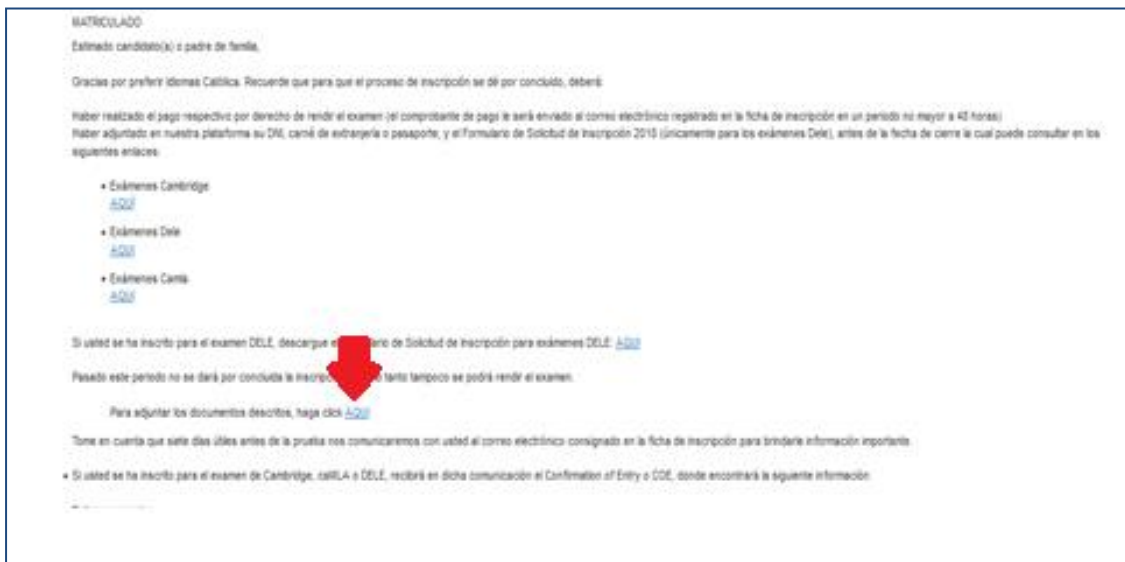 MATRICULADO
Estimado candidato(a) o padre de familia,
Gracias por preferir Idiomas Católica. Recuerde que para que el proceso de inscripción se dé por concluido, deberá:
Haber realizado el pago respectivo por derecho de rendir el examen (el comprobante de pago le será enviado al correo electrónico registrado en la ficha de inscripción en un periodo no mayor a 48 horas)
Haber adjuntado en nuestra plataforma su DNI, carné de extranjería o pasaporte, y el Formulario de Solicitud de Inscripción 2018 (únicamente para los exámenes Dele), antes de la fecha de cierre la cual puede consultar en los
siguientes enlaces:
• Exámenes Cambridge
AQUÍ
• Exámenes Dele
AQUÍ
• Exámenes Camla
AQUÍ
Si usted se ha inscrito para el examen DELE, descargue de Solicitud de inscripción para exámenes DELE: AQUÍ
Pasado este periodo no se dará por concluida la tanto tampoco se podrá rendir el examen.
Para adjuntar los documentos descritos, haga click AQUÍ
Tome en cuenta que siete días útiles antes de la prueba nos comunicaremos con usted al correo electrónico consignado en la ficha de inscripción para brindarle información importante.
• Si usted se ha inscrito para el examen de Cambridge, caMLA o DELE, recibirá en dicha comunicación el Confirmation of Entry o COE, donde encontrará la siguiente información: